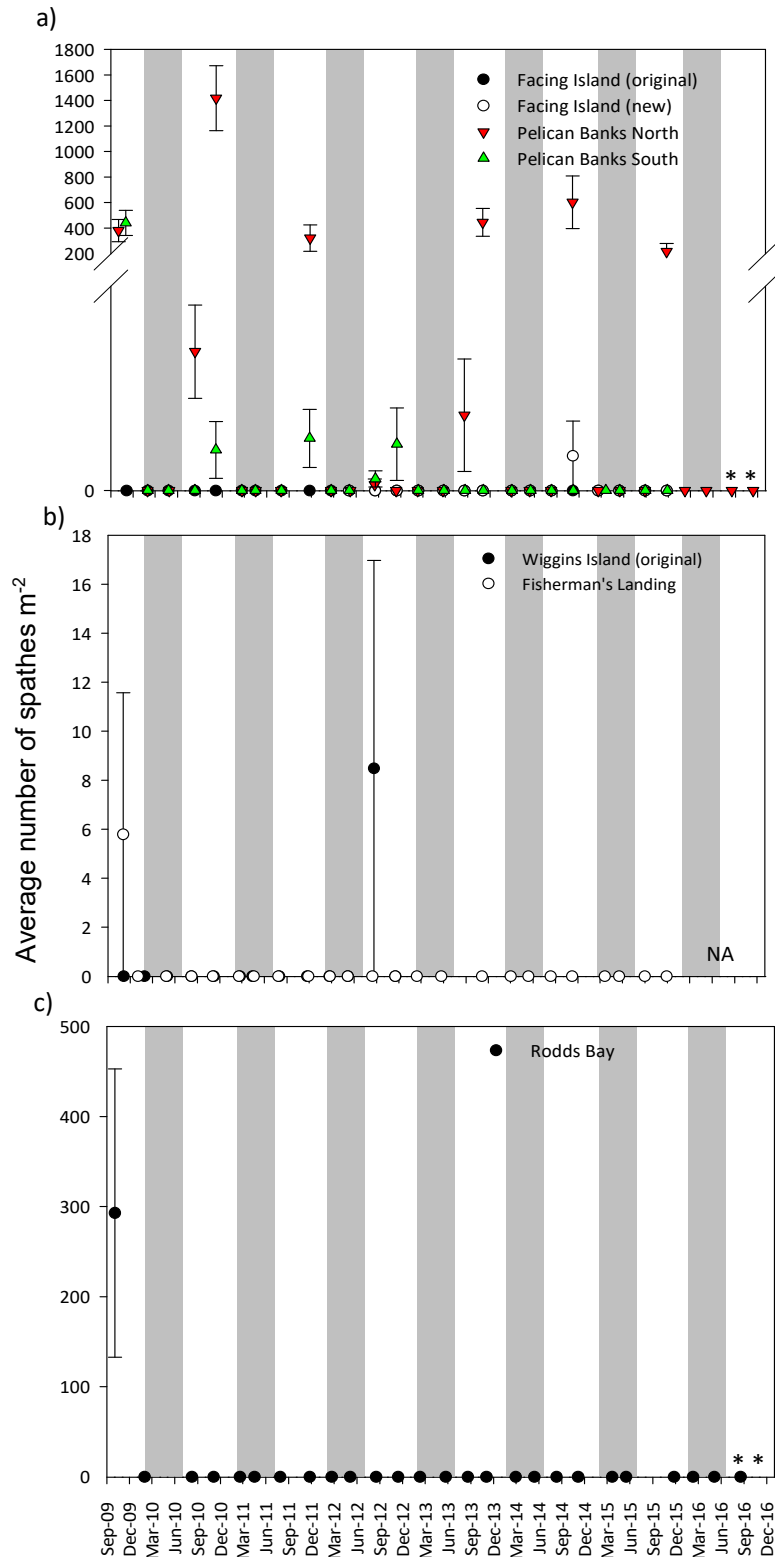 a)
1800
1600
1400
1200
1000
800
600
400
200
0
Facing Island (original)
Facing Island (new)
Pelican Banks North
Pelican Banks South
* *
b)
18
16
14
12
10
8
6
4
2
0
Wiggins Island (original)
Fisherman's Landing
NA
Average number of spathes m-2
c)
500
400
300
200
100
0
Rodds Bay
* *
Sep-09
Dec-09
Mar-10
Jun-10
Sep-10
Dec-10
Mar-11
Jun-11
Sep-11
Dec-11
Mar-12
Jun-12
Sep-12
Dec-12
Mar-13
Jun-13
Sep-13
Dec-13
Mar-14
Jun-14
Sep-14
Dec-14
Mar-15
Jun-15
Sep-15
Dec-15
Mar-16
Jun-16
Sep-16
Dec-16